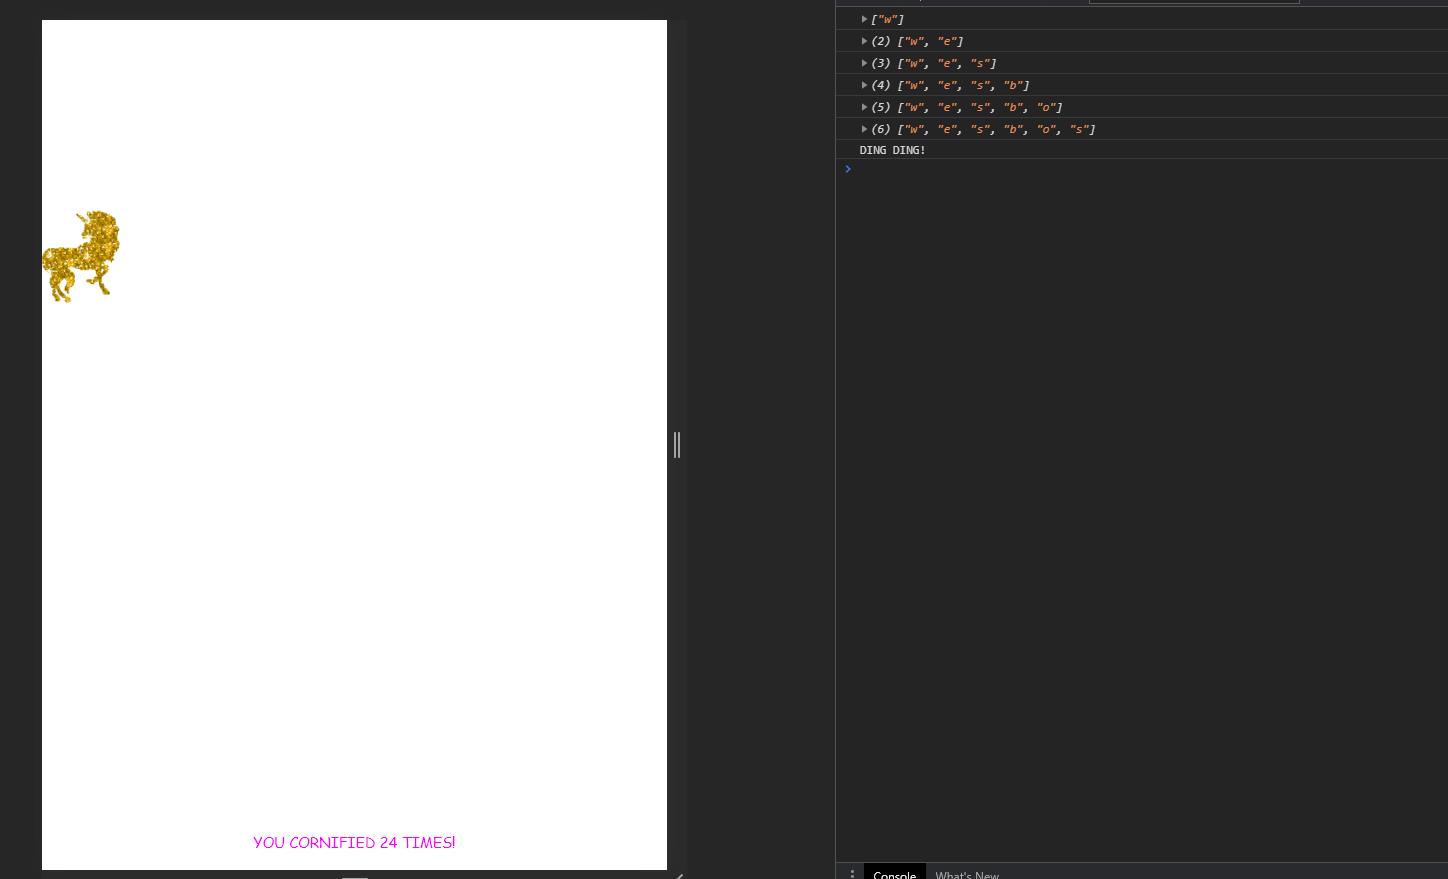 ["w"]
(2) ["w", "e"]
(3) ["w", "e", "s"]
(4) ["w", "e", "s", "b"]
(5) ["w", "e", "s", "b", "o"]
(6) ["w", "e", "s", "b", "o", "s"]
DING DING!
YOU CORNIFIED 24 TIMES!
Console What's New